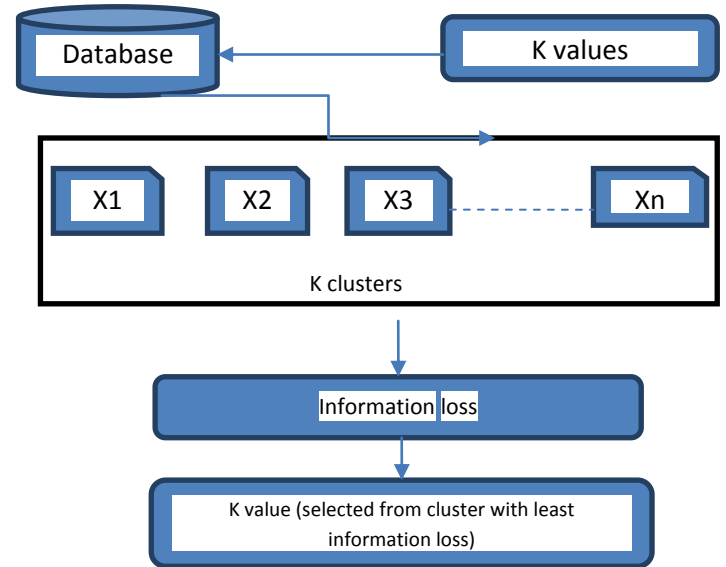 Database
K values
X1
X2
X3
Xn
K clusters
Information loss
K value (selected from cluster with least
information loss)